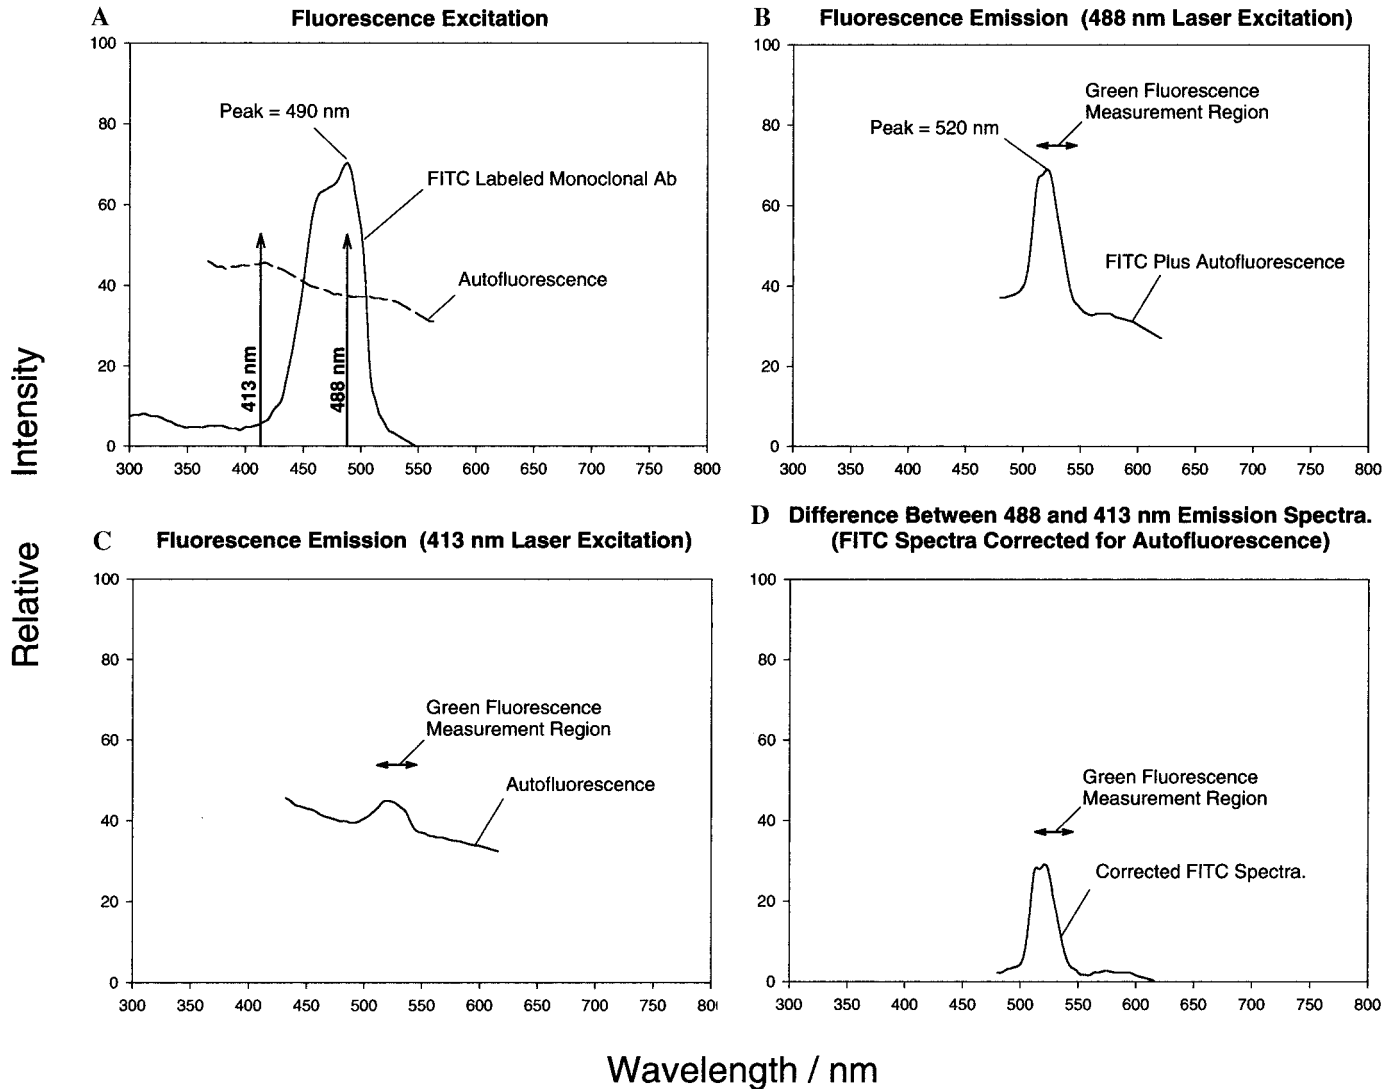 A
Fluorescence Excitation
100
80
60
40
20
0
300 350 400 450 500 550 600 650 700 750 800
Peak = 490 nm
FITC Labeled Monoclonal Ab
Autofluorescence
413 nm
488 nm
B
Fluorescence Emission (488 nm Laser Excitation)
100
80
60
40
20
0
300 350 400 450 500 550 600 650 700 750 800
Green Fluorescence
Measurement Region
Peak = 520 nm
FITC Plus Autofluorescence
C
Fluorescence Emission (413 nm Laser Excitation)
100
80
60
40
20
0
300 350 400 450 500 550 600 650 700 750 80
Green Fluorescence
Measurement Region
Autofluorescence
D
Difference Between 488 and 413 nm Emission Spectra.
(FITC Spectra Corrected for Autofluorescence)
100
80
60
40
20
0
300 350 400 450 500 550 600 650 700 750 800
Green Fluorescence
Measurement Region
Corrected FITC Spectra.
Relative Intensity
Wavelength / nm